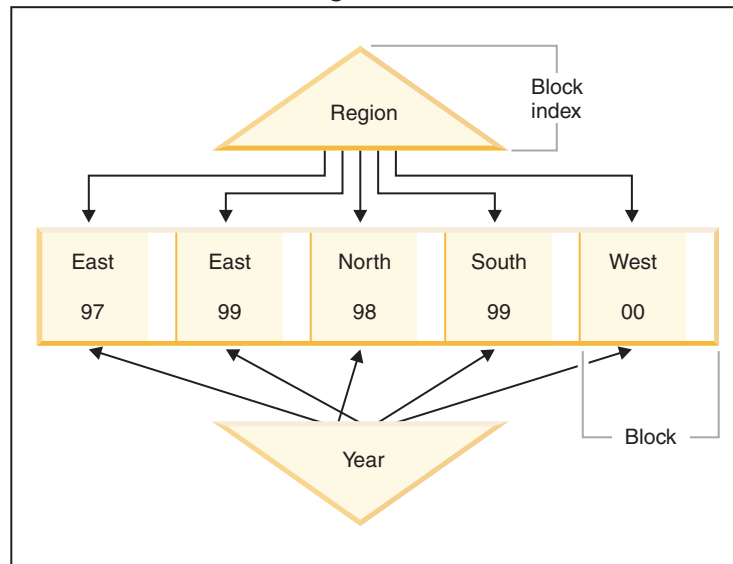 Region
Block
index
East East North South West
97 99 98 99 00
Year
Block